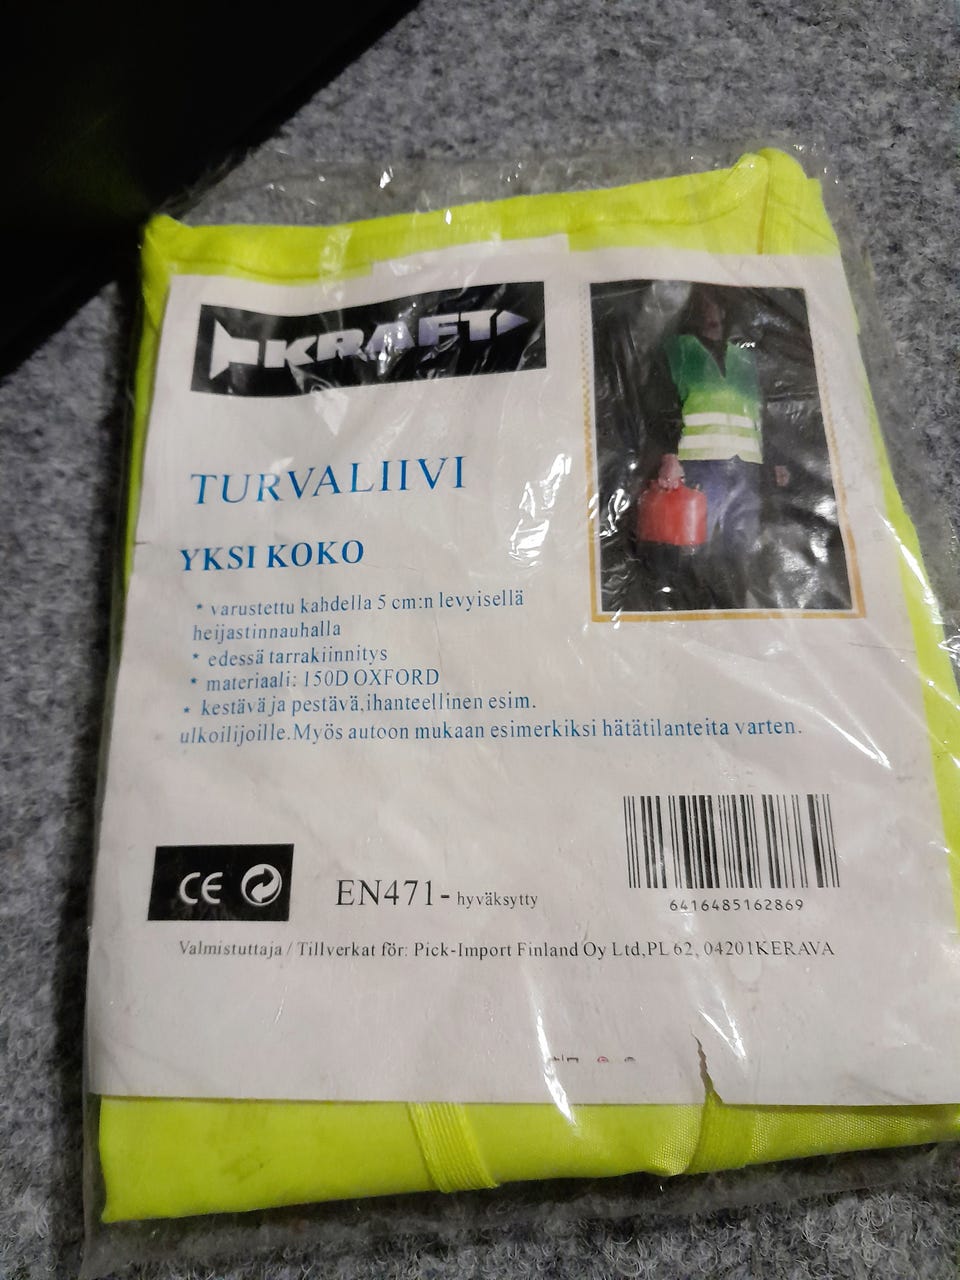 KRAFT
TURVALIIVI
YKSI KOKO
* varustettu kahdella 5 cm:n levyisellä
heijastinnauhalla
* edessä tarrakiinnitys
* materiaali: 150D OXFORD
* kestävä ja pestävä,ihanteellinen esim.
ulkoilijoille.Myös autoon mukaan esimerkiksi hätätilanteita varten.
CE
EN471- hyväksytty
6416485162869
Valmistuttaja / Tillverkat för: Pick-Import Finland Oy Ltd,PL 62, 04201KERAVA